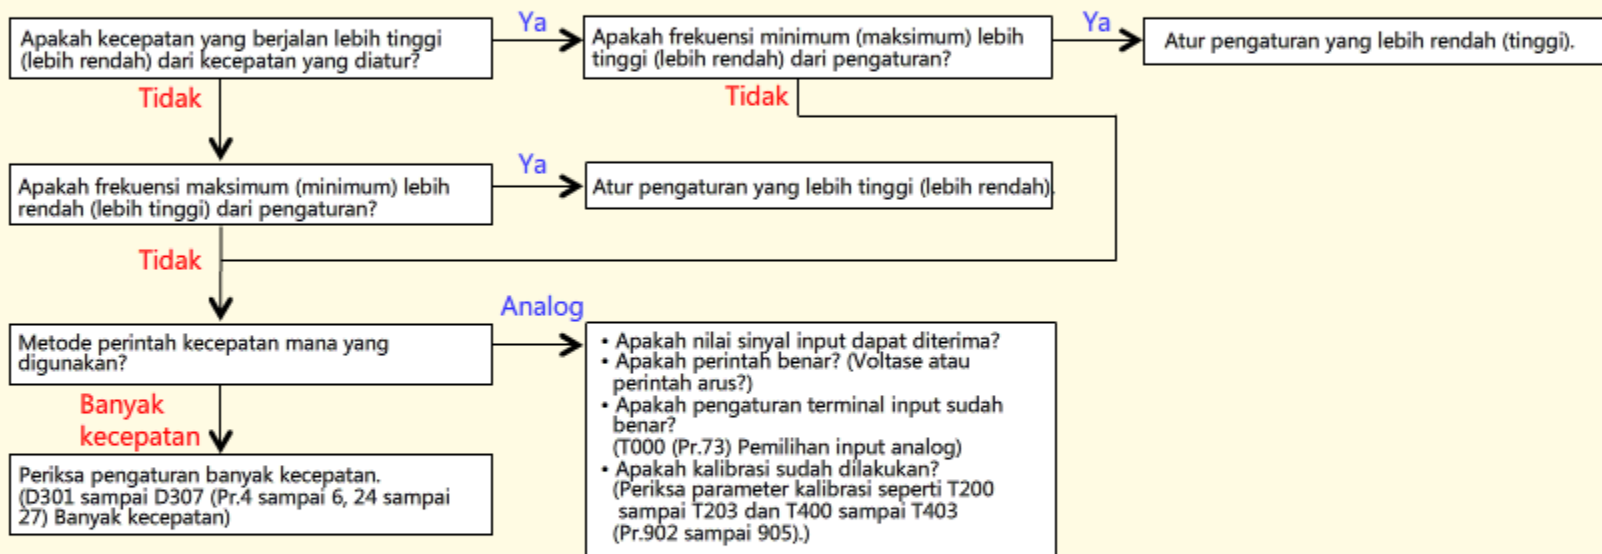 Apakah kecepatan yang berjalan lebih tinggi
(lebih rendah) dari kecepatan yang diatur?
Ya
Apakah frekuensi minimum (maksimum) lebih
tinggi (lebih rendah) dari pengaturan?
Ya
Atur pengaturan yang lebih rendah (tinggi).
Tidak
Tidak
Apakah frekuensi maksimum (minimum) lebih
rendah (lebih tinggi) dari pengaturan?
Ya
Atur pengaturan yang lebih tinggi (lebih rendah).
Tidak
Metode perintah kecepatan mana yang
digunakan?
Analog
• Apakah nilai sinyal input dapat diterima?
• Apakah perintah benar? (Voltase atau
perintah arus?)
• Apakah pengaturan terminal input sudah
benar?
(T000 (Pr.73) Pemilihan input analog)
• Apakah kalibrasi sudah dilakukan?
(Periksa parameter kalibrasi seperti T200
sampai T203 dan T400 sampai T403
(Pr.902 sampai 905).)
Banyak
kecepatan
Periksa pengaturan banyak kecepatan.
(D301 sampai D307 (Pr.4 sampai 6, 24 sampai
27) Banyak kecepatan)